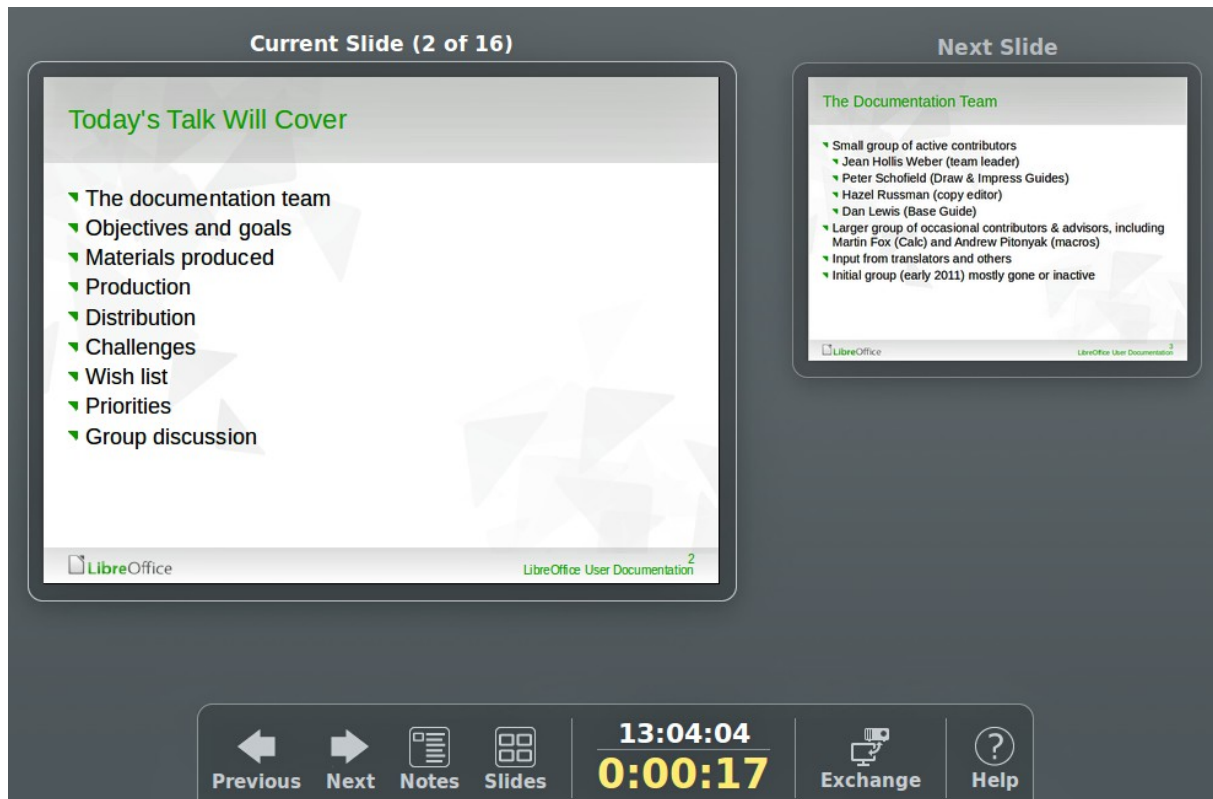 Current Slide (2 of 16)
Today's Talk Will Cover
The documentation team
Objectives and goals
Materials produced
Production
Distribution
Challenges
Wish list
Priorities
Group discussion
LibreOffice
LibreOffice User Documentation
2
Next Slide
The Documentation Team
Small group of active contributors
Jean Hollis Weber (team leader)
Peter Schofield (Draw & Impress Guides)
Hazel Russman (copy editor)
Dan Lewis (Base Guide)
Larger group of occasional contributors & advisors, including
Martin Fox (Calc) and Andrew Pitonyak (macros)
Input from translators and others
Initial group (early 2011) mostly gone or inactive
LibreOffice
LibreOffice User Documentation
3
Previous
Next
Notes
Slides
13:04:04
0:00:17
Exchange
Help